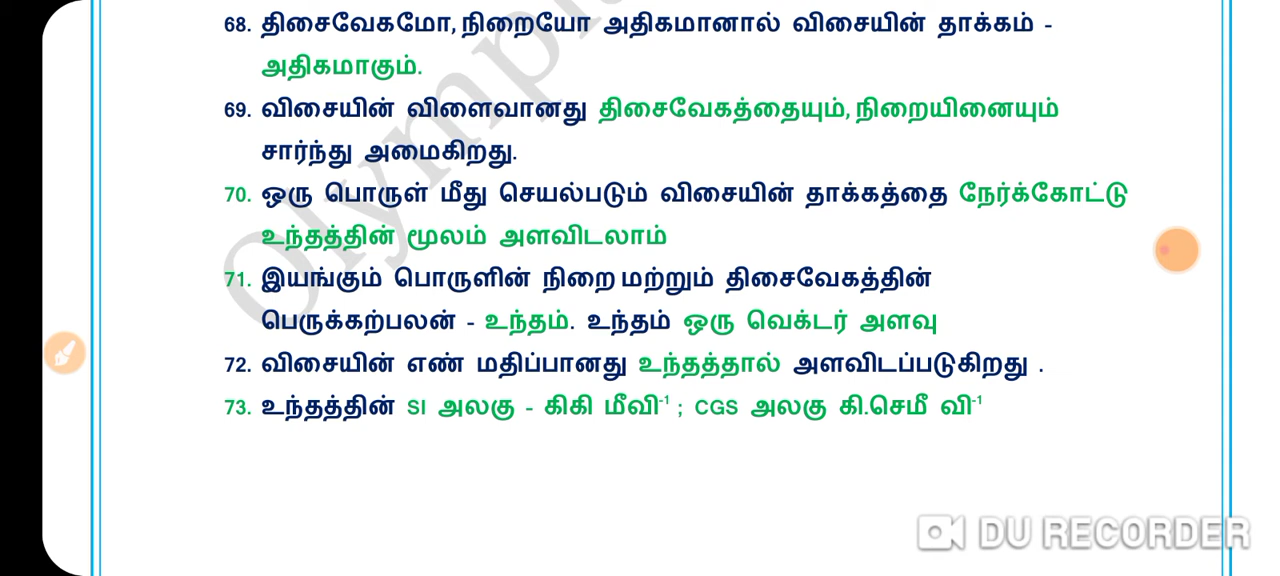 68. திசைவேகமோ, நிறையோ அதிகமானால் விசையின் தாக்கம் -
அதிகமாகும்.
69. விசையின் விளைவானது திசைவேகத்தையும், நிறையினையும்
சார்ந்து அமைகிறது.
70. ஒரு பொருள் மீது செயல்படும் விசையின் தாக்கத்தை நேர்க்கோட்டு
உந்தத்தின் மூலம் அளவிடலாம்
71. இயங்கும் பொருளின் நிறை மற்றும் திசைவேகத்தின்
பெருக்கற்பலன் - உந்தம். உந்தம் ஒரு வெக்டர் அளவு
72. விசையின் எண் மதிப்பானது உந்தத்தால் அளவிடப்படுகிறது .
73. உந்தத்தின் SI அலகு - கிகி மீவி⁻¹ ; CGS அலகு கி.செமீ வி⁻¹
DU RECORDER